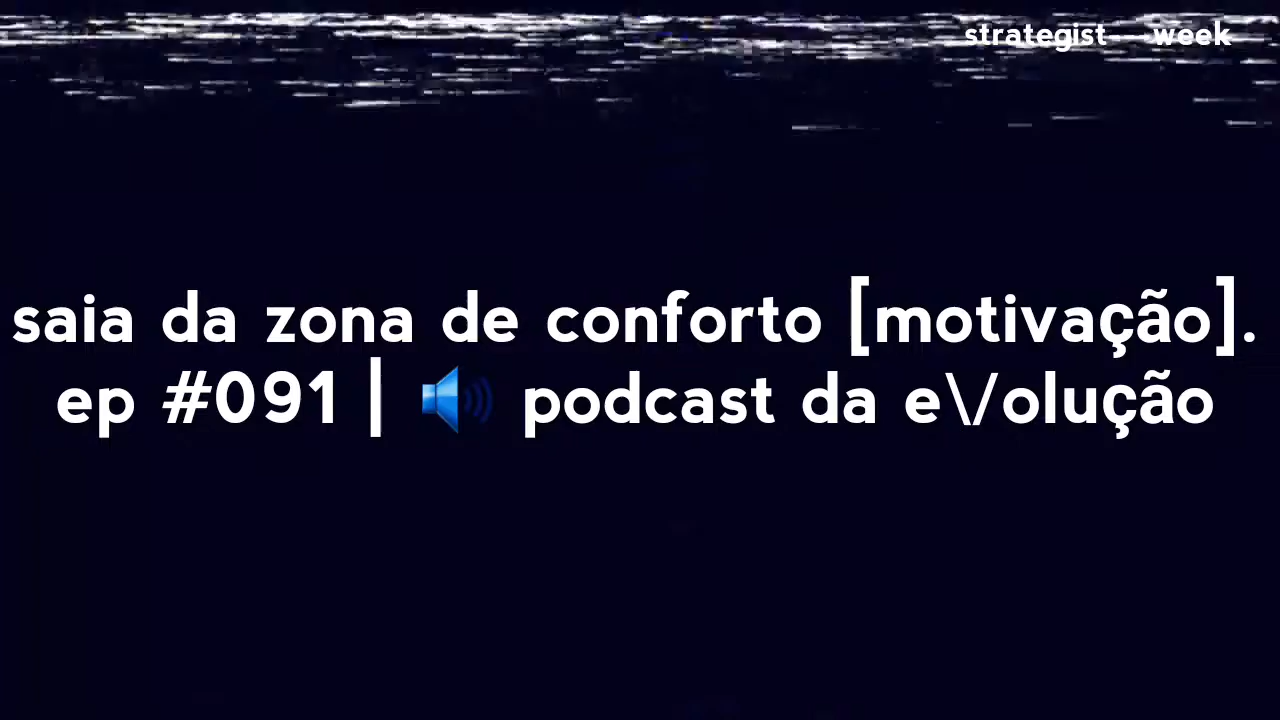 strategist---week
saia da zona de conforto [motivação].
ep #091 | 🔊 podcast da e\/olução